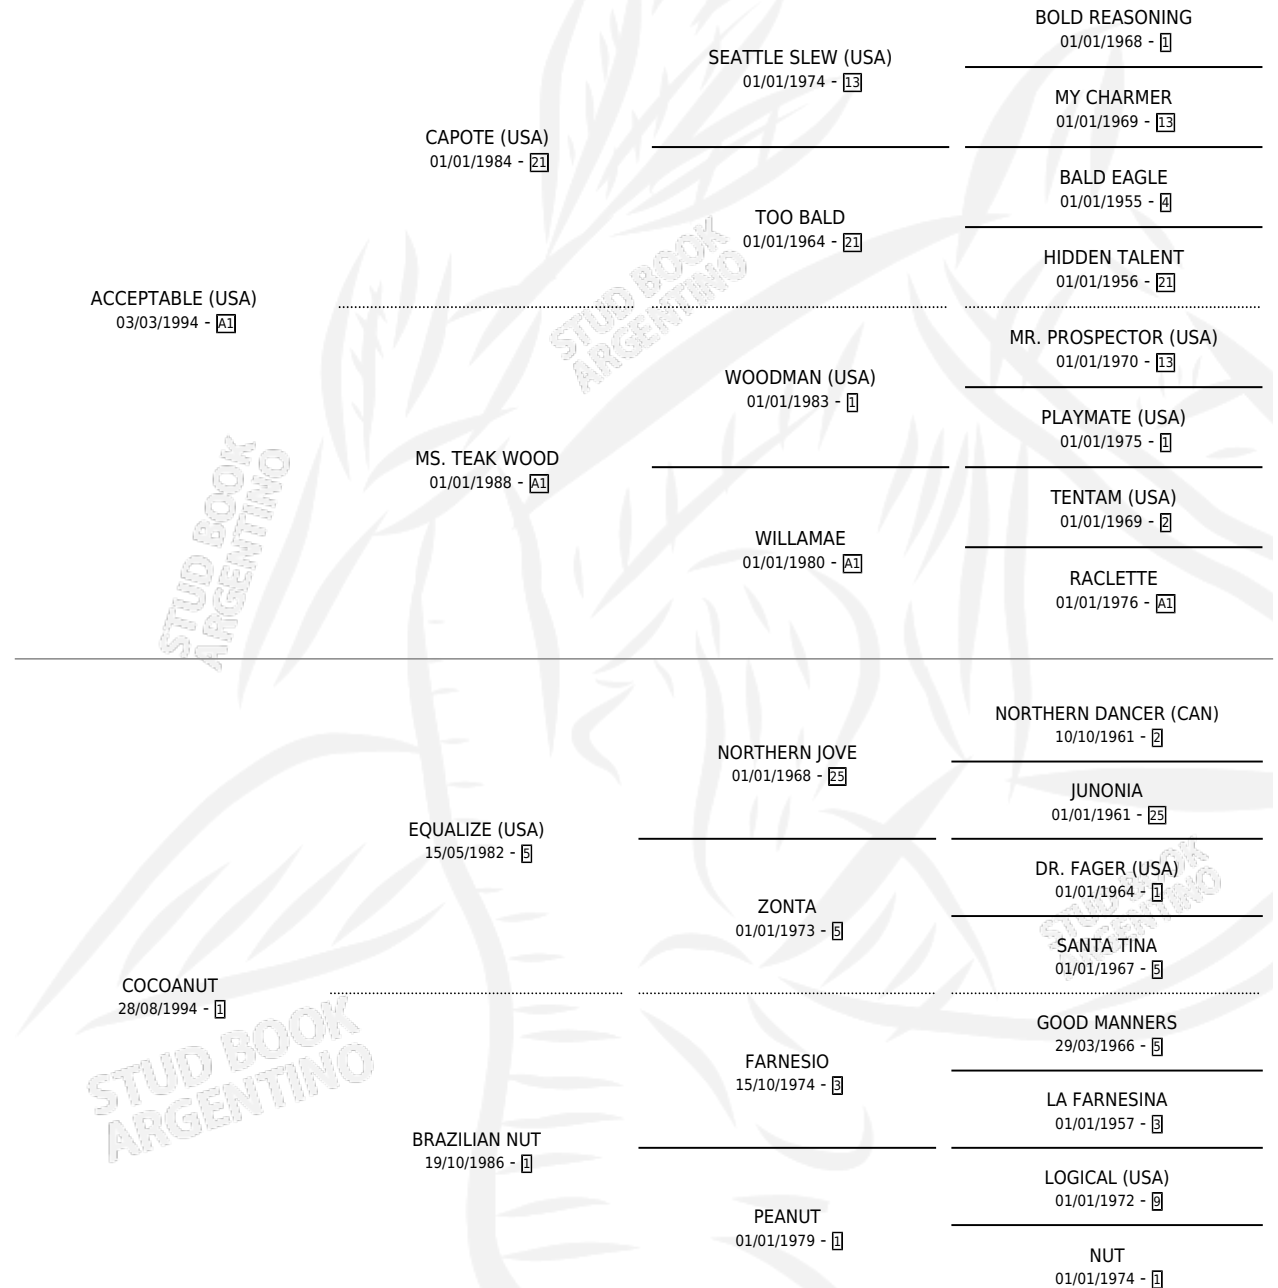 BOLD REASONING
01/01/1968 - 1
SEATTLE SLEW (USA)
01/01/1974 - 13
MY CHARMER
01/01/1969 - 13
CAPOTE (USA)
01/01/1984 - 21
BALD EAGLE
01/01/1955 - 4
TOO BALD
01/01/1964 - 21
HIDDEN TALENT
01/01/1956 - 21
ACCEPTABLE (USA)
03/03/1994 - A1
MR. PROSPECTOR (USA)
01/01/1970 - 13
WOODMAN (USA)
01/01/1983 - 1
PLAYMATE (USA)
01/01/1975 - 1
MS. TEAK WOOD
01/01/1988 - A1
TENTAM (USA)
01/01/1969 - 2
WILLAMAE
01/01/1980 - A1
RACLETTE
01/01/1976 - A1
NORTHERN DANCER (CAN)
10/10/1961 - 2
NORTHERN JOVE
01/01/1968 - 25
JUNONIA
01/01/1961 - 25
EQUALIZE (USA)
15/05/1982 - 5
DR. FAGER (USA)
01/01/1964 - 1
ZONTA
01/01/1973 - 5
SANTA TINA
01/01/1967 - 5
COCOANUT
28/08/1994 - 1
GOOD MANNERS
29/03/1966 - 5
FARNESIO
15/10/1974 - 3
LA FARNESINA
01/01/1957 - 3
BRAZILIAN NUT
19/10/1986 - 1
LOGICAL (USA)
01/01/1972 - 9
PEANUT
01/01/1979 - 1
NUT
01/01/1974 - 1
STUD BOOK
ARGENTINO
STUD BOOK
ARGENTINO
STUD BOOK
ARGENTINO
STUD BOOK
ARGENTINO